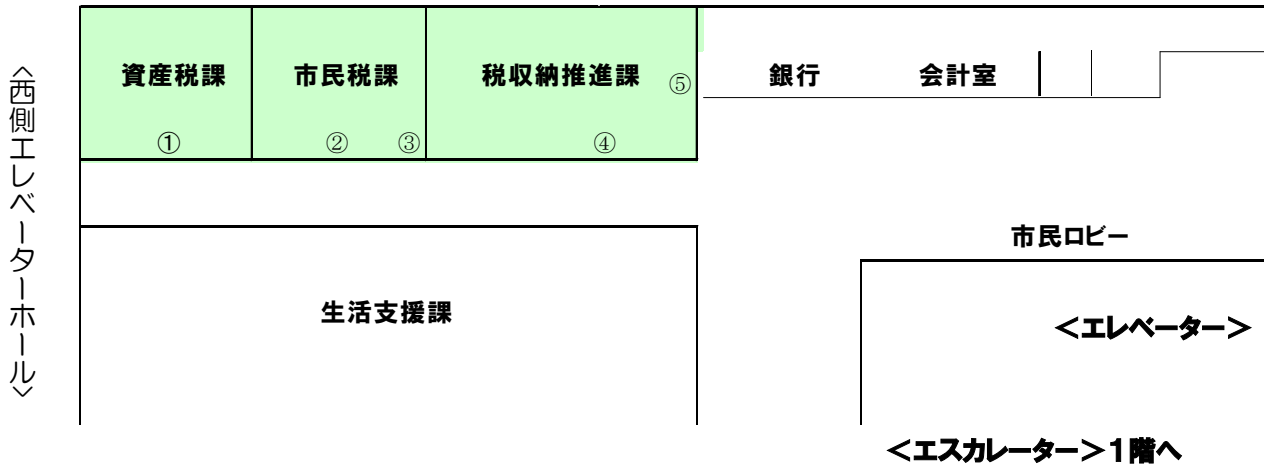 資産税課 市民税課 税収納推進課 ⑤ 銀行 会計室
① ② ③ ④
〈西側エレベーターホール〉
市民ロビー
生活支援課
＜エレベーター＞
＜エスカレーター＞1階へ